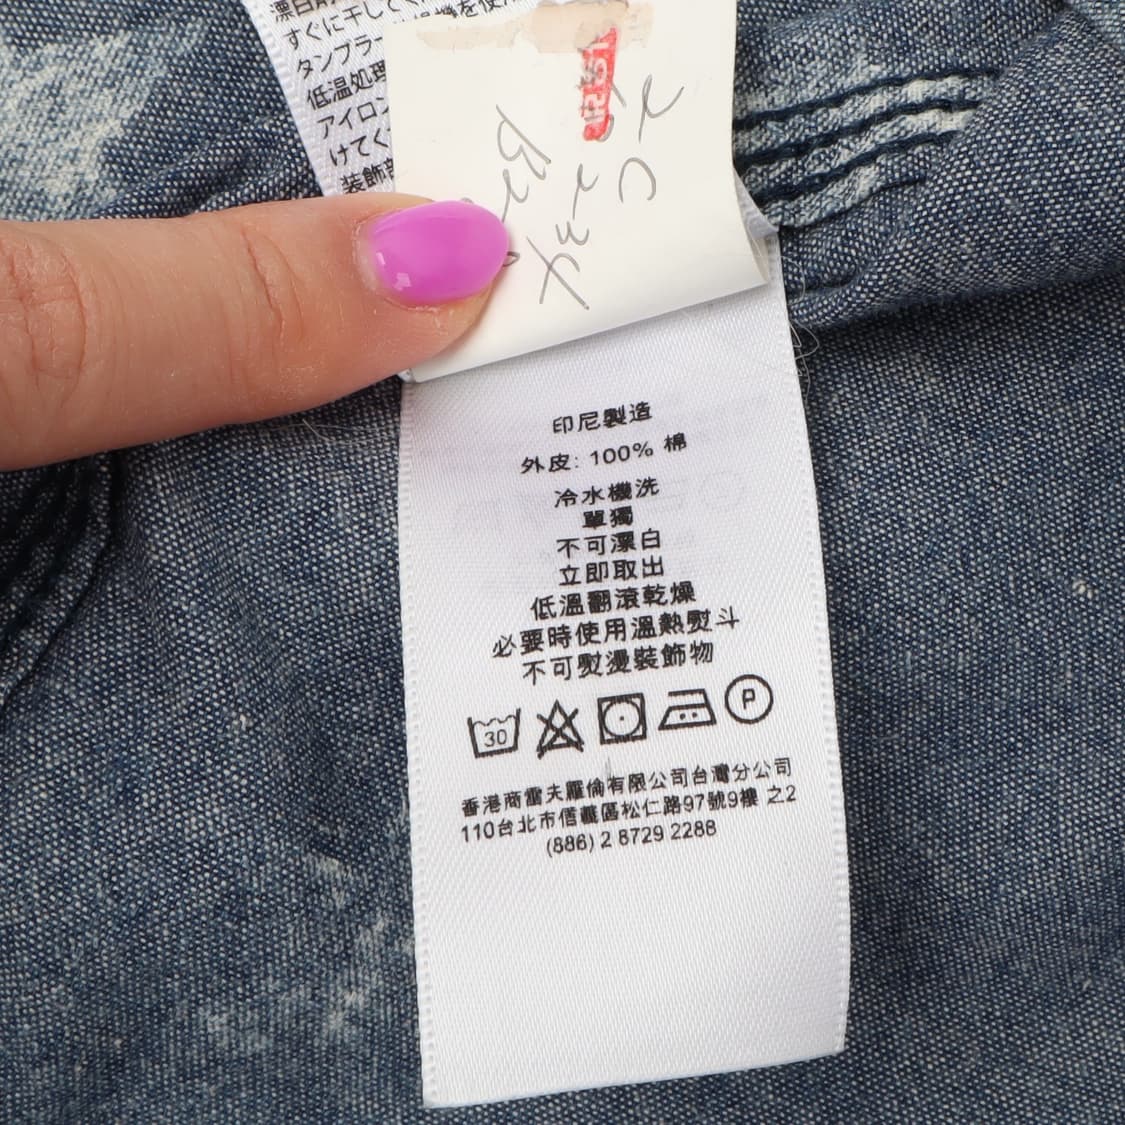 すぐに干してく
タンブラ
低温処理
アイロン
けてく
装飾部
印尼製造
外皮: 100% 棉
冷水機洗
單獨
不可漂白
立即取出
低溫翻滾乾燥
必要時使用溫熱熨斗
不可熨燙裝飾物
30
P
香港商雷夫羅倫有限公司台灣分公司
110台北市信義區松仁路97號9樓 之2
(886) 2 8729 2288